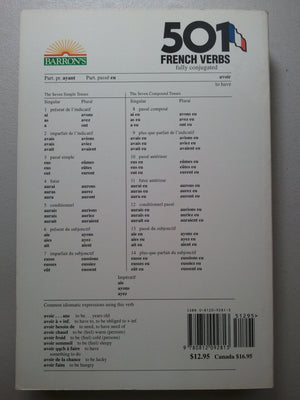 BARRON'S
501
FRENCH VERBS
fully conjugated
Part. pr. ayant Part. passé eu avoir
to have
The Seven Simple Tenses The Seven Compound Tenses
Singular Plural Singular Plural
1 présent de l'indicatif 8 passé composé
ai avons ai eu avons eu
as avez as eu avez eu
a ont a eu ont eu
2 imparfait de l'indicatif 9 plus-que-parfait de l'indicatif
avais avions avais eu avions eu
avais aviez avais eu aviez eu
avait avaient avait eu avaient eu
3 passé simple 10 passé antérieur
eus eûmes eus eu eûmes eu
eus eûtes eus eu eûtes eu
eut eurent eut eu eurent eu
4 futur 11 futur antérieur
aurai aurons aurai eu aurons eu
auras aurez auras eu aurez eu
aura auront aura eu auront eu
5 conditionnel 12 conditionnel passé
aurais aurions aurais eu aurions eu
aurais auriez aurais eu auriez eu
aurait auraient aurait eu auraient eu
6 présent du subjonctif 13 passé du subjonctif
aie ayons aie eu ayons eu
aies ayez aies eu ayez eu
ait aient ait eu aient eu
7 imparfait du subjonctif 14 plus-que-parfait du subjonctif
eusse eussions eusse eu eussions eu
eusses eussiez eusses eu eussiez eu
eût eussent eût eu eussent eu
Impératif
aie
ayons
ayez
Common idiomatic expressions using this verb
avoir . . . ans to be . . . years old
avoir à + inf. to have to, to be obliged to + inf.
avoir besoin de to need, to have need of
avoir chaud to be (feel) warm (persons)
avoir froid to be (feel) cold (persons)
avoir sommeil to be (feel) sleepy
avoir qqch à faire to have
something to do
avoir de la chance to be lucky
avoir faim to be hungry
ISBN 0-8120-9281-3
51295>
9 780812 092813
$12.95 Canada $16.95